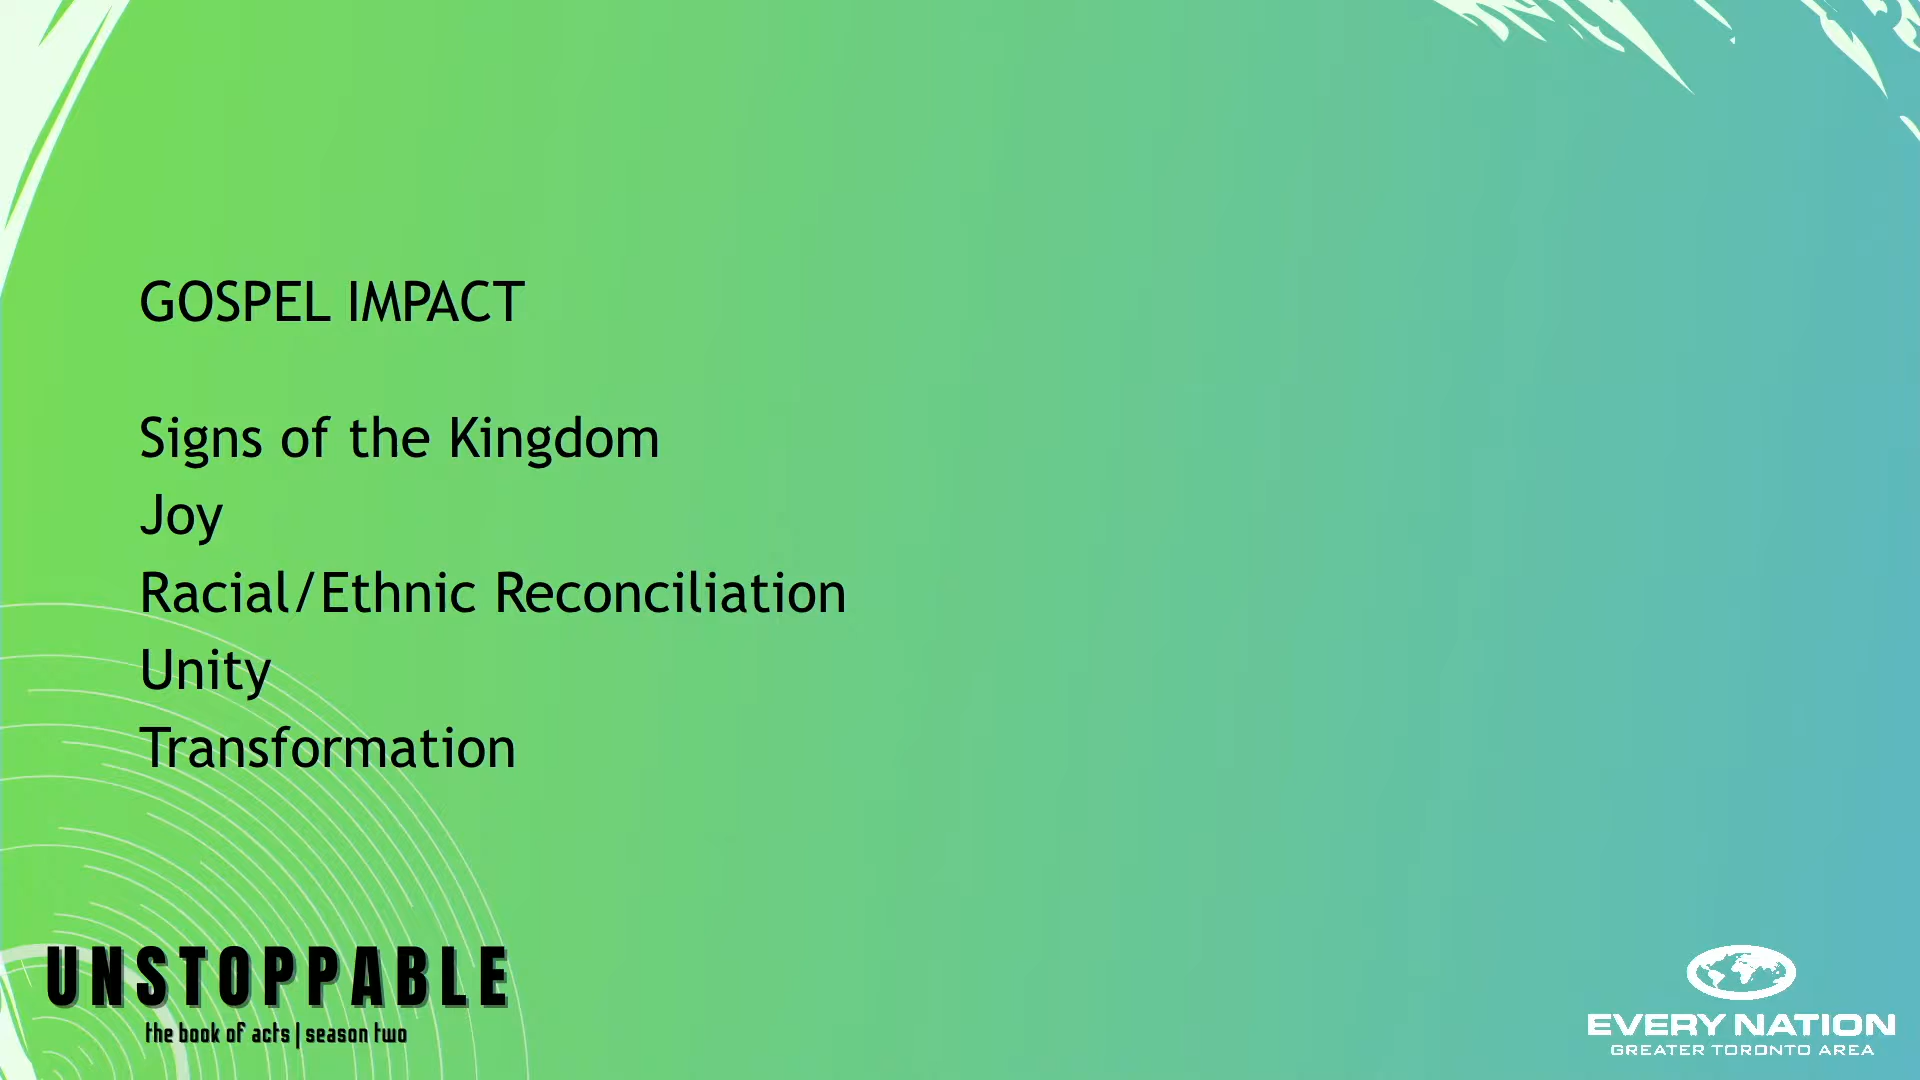 GOSPEL IMPACT
Signs of the Kingdom
Joy
Racial/Ethnic Reconciliation
Unity
Transformation
UNSTOPPABLE
the book of acts | season two
EVERY NATION
GREATER TORONTO AREA